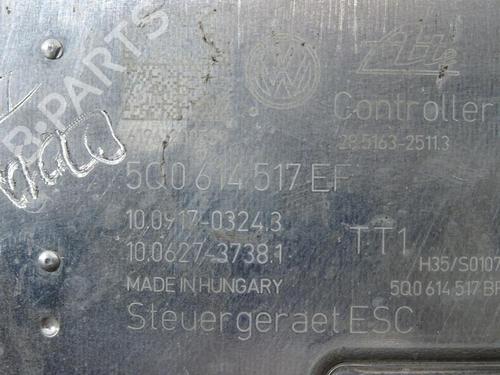 B-PARTS
Ate
Controller
28.5163-2511.3
5Q0 614 517 EF
10.0917-0324.3
10.0627-3738.1
TT1
H35/S0107
MADE IN HUNGARY
5Q0 614 517 BF
Steuergeraet ESC